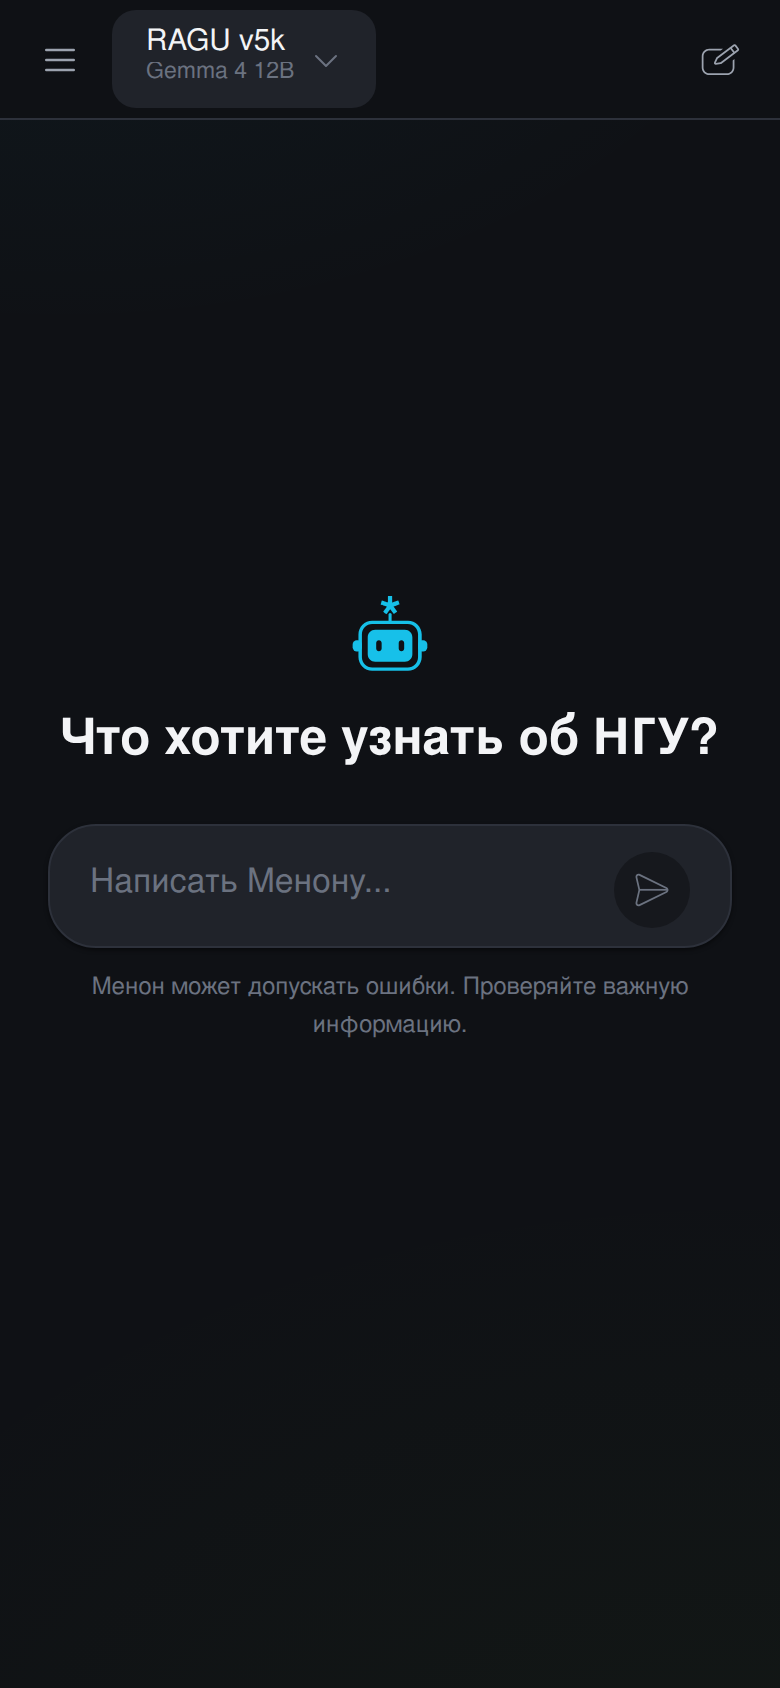 RAGU v5k
Gemma 4 12B
Что хотите узнать об НГУ?
Написать Менону...
Менон может допускать ошибки. Проверяйте важную
информацию.